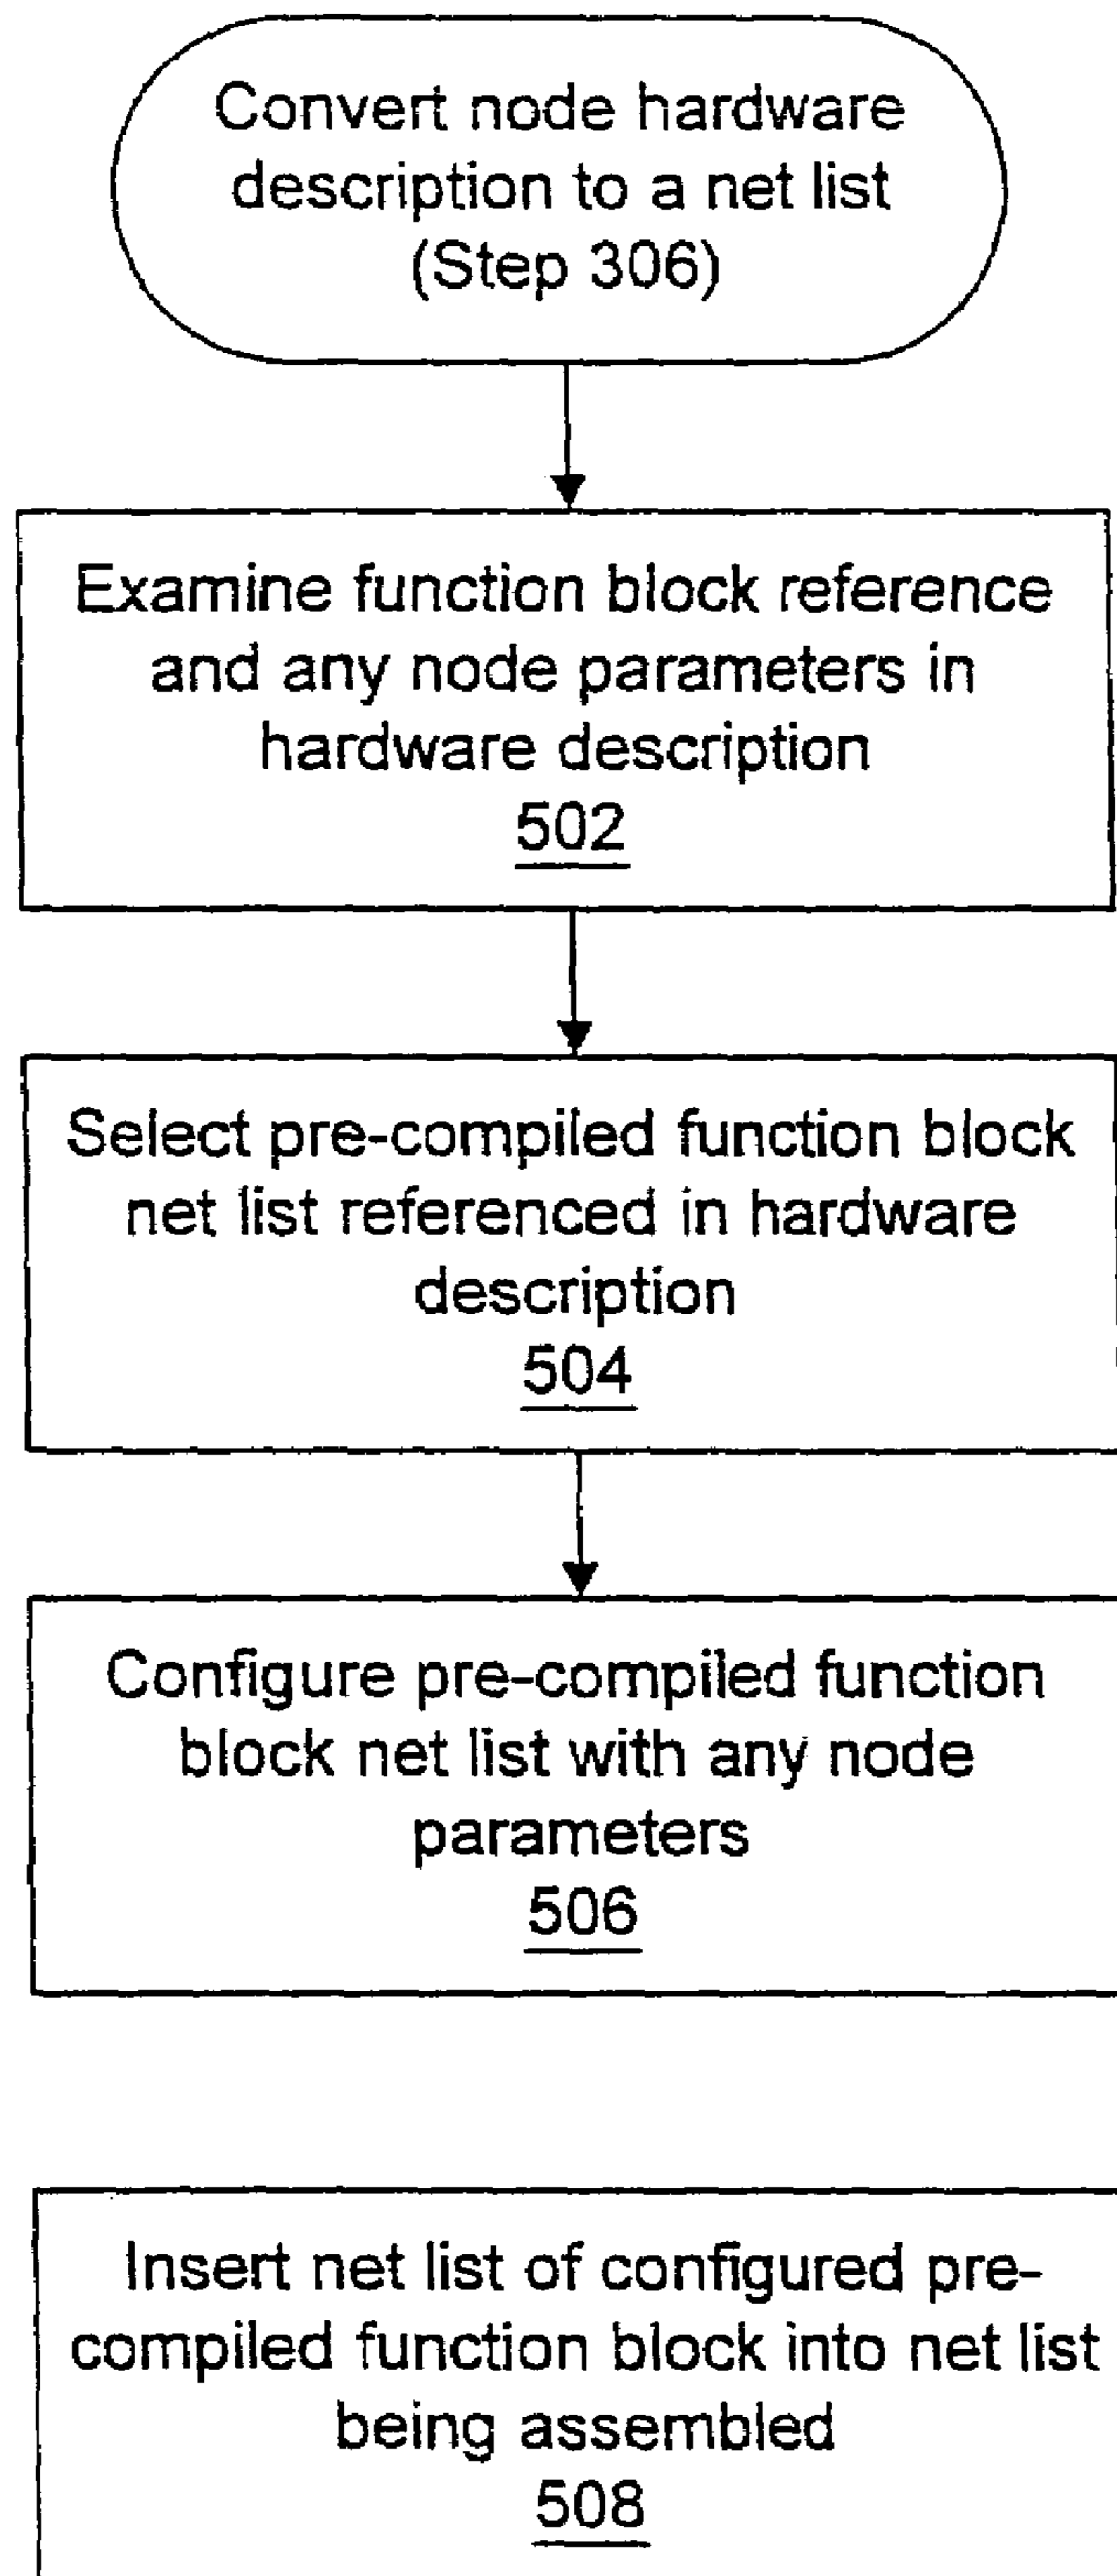 Convert node hardware
description to a net list
(Step 306)
Examine function block reference
and any node parameters in
hardware description
502
Select pre-compiled function block
net list referenced in hardware
description
504
Configure pre-compiled function
block net list with any node
parameters
506
Insert net list of configured pre-
compiled function block into net list
being assembled
508